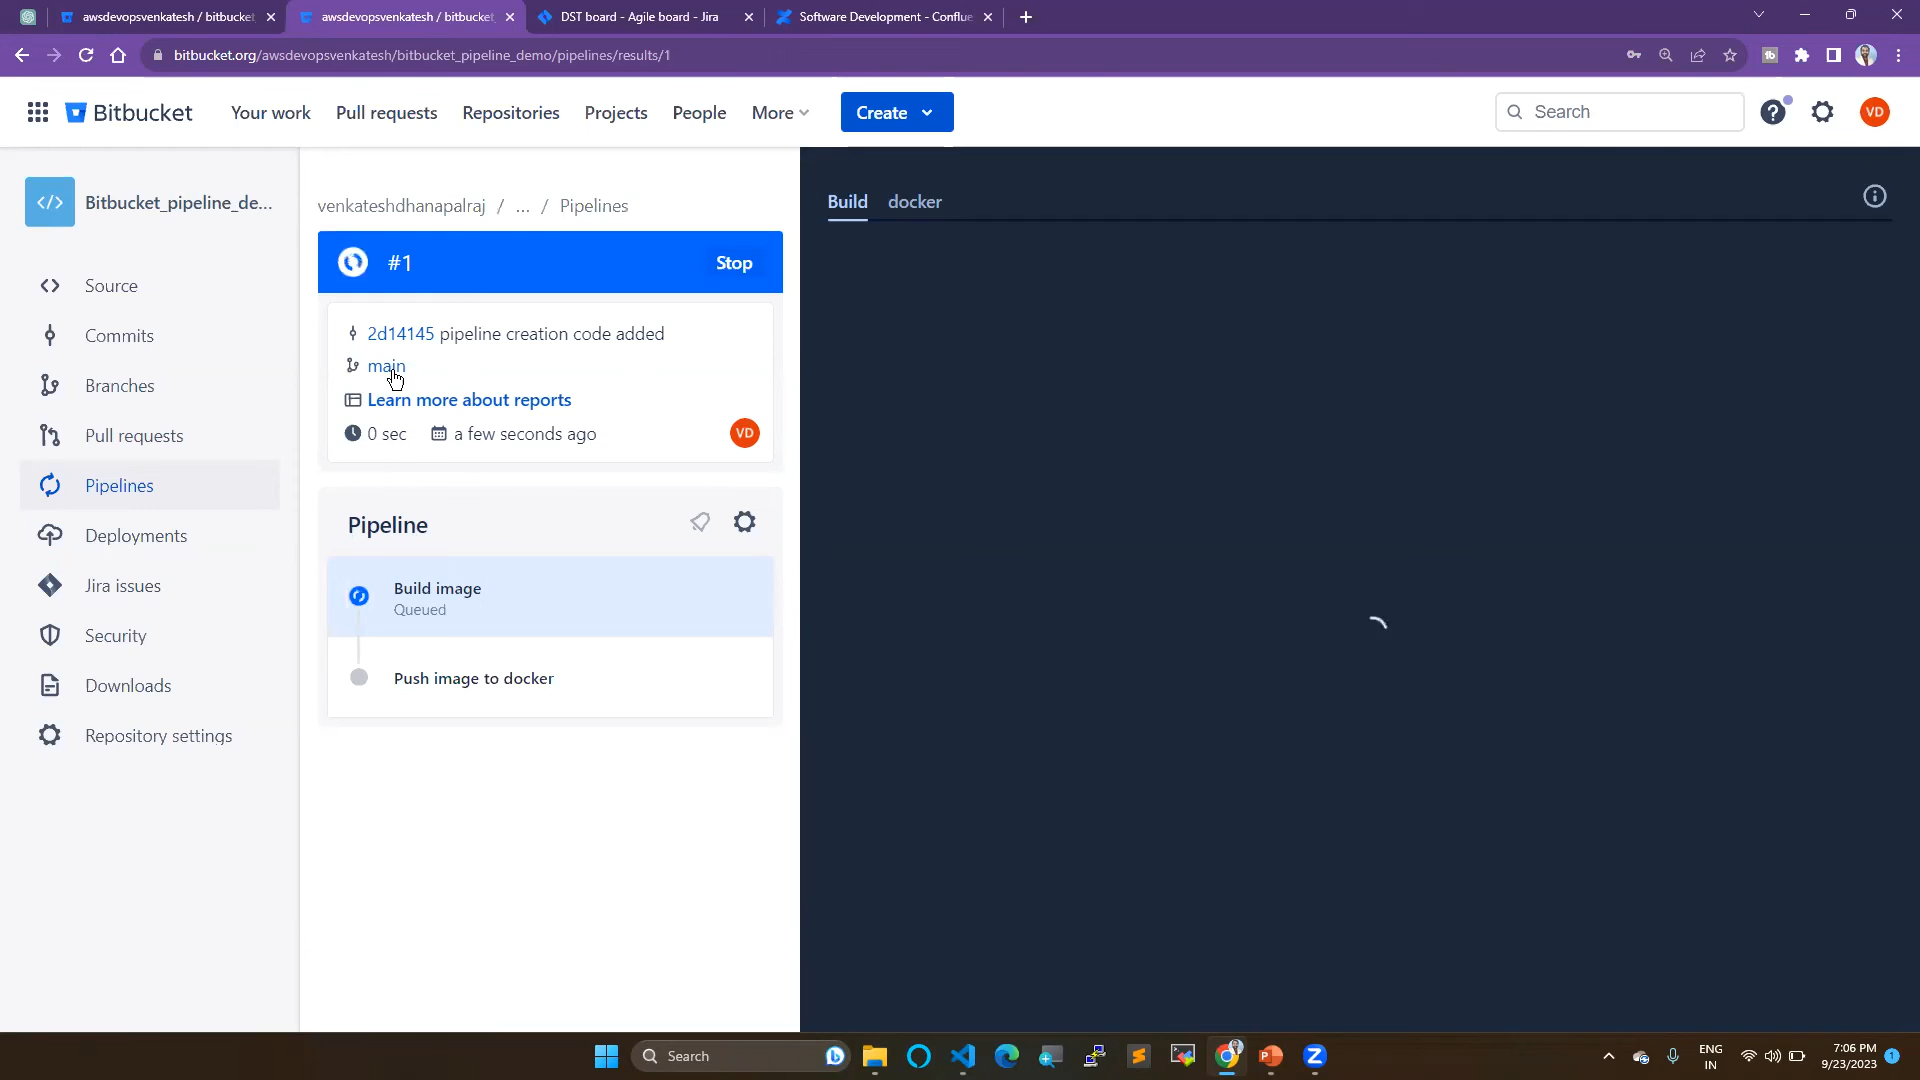 awsdevopsvenkatesh / bitbucket
awsdevopsvenkatesh / bitbucket
DST board - Agile board - Jira
Software Development - Conflue
bitbucket.org/awsdevopsvenkatesh/bitbucket_pipeline_demo/pipelines/results/1
Bitbucket
Your work
Pull requests
Repositories
Projects
People
More
Create
Search
VD
Bitbucket_pipeline_de...
Source
Commits
Branches
Pull requests
Pipelines
Deployments
Jira issues
Security
Downloads
Repository settings
venkateshdhanapalraj / ... / Pipelines
#1
Stop
2d14145 pipeline creation code added
main
Learn more about reports
0 sec
a few seconds ago
VD
Pipeline
Build image
Queued
Push image to docker
Build
docker
Search
ENG
IN
7:06 PM
9/23/2023
1